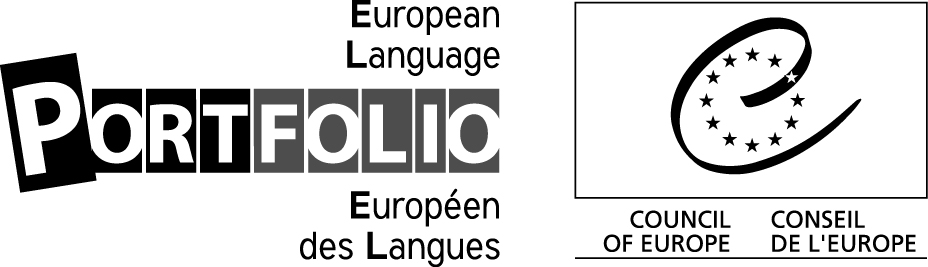 European
Language
PORTFOLIO
Européen
des Langues
COUNCIL
OF EUROPE
CONSEIL
DE L'EUROPE